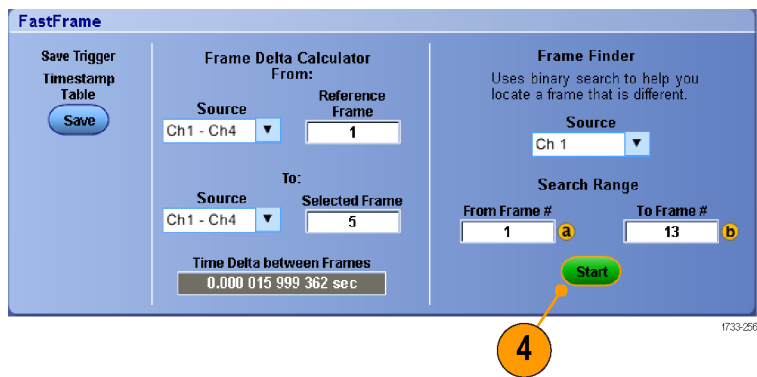 FastFrame
Save Trigger
Timestamp
Table
Save
Frame Delta Calculator
From:
Source
Reference
Frame
Ch1 - Ch4
1
To:
Source
Selected Frame
Ch1 - Ch4
5
Time Delta between Frames
0.000 015 999 362 sec
Frame Finder
Uses binary search to help you
locate a frame that is different.
Source
Ch 1
Search Range
From Frame #
To Frame #
1
a
13
b
Start
4
1733-256